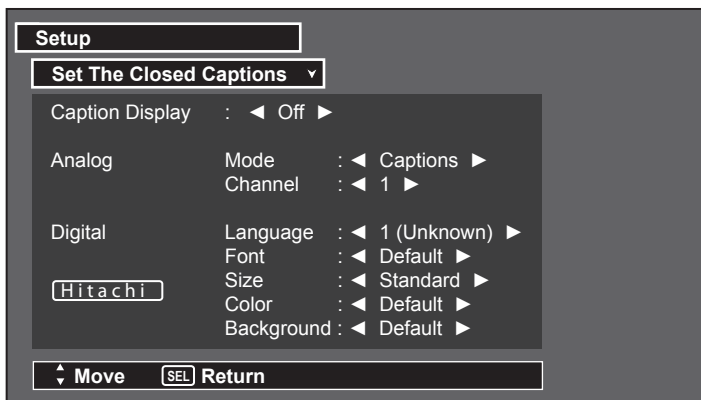 Setup
Set The Closed Captions
Caption Display : ◄ Off ►
Analog Mode : ◄ Captions ►
Channel : ◄ 1 ►
Digital Language : ◄ 1 (Unknown) ►
Font : ◄ Default ►
Hitachi Size : ◄ Standard ►
Color : ◄ Default ►
Background : ◄ Default ►
Move SEL Return